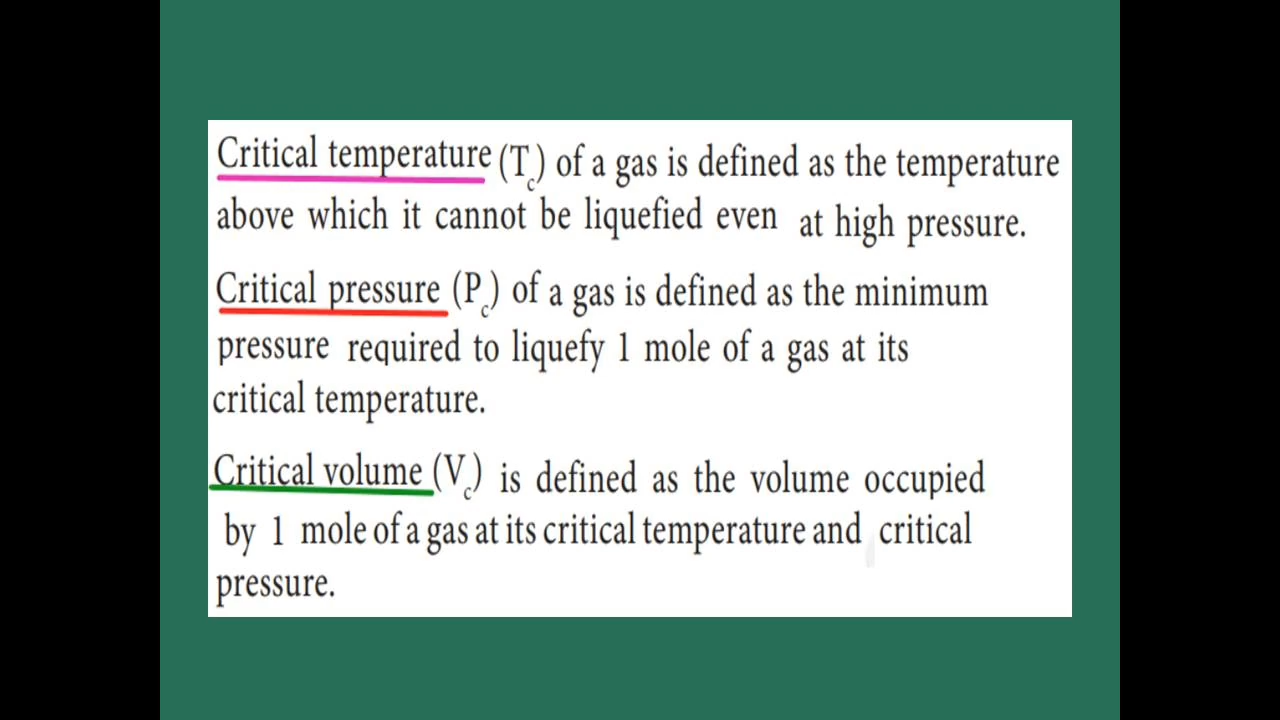 Critical temperature (Tc) of a gas is defined as the temperature
above which it cannot be liquefied even at high pressure.
Critical pressure (Pc) of a gas is defined as the minimum
pressure required to liquefy 1 mole of a gas at its
critical temperature.
Critical volume (Vc) is defined as the volume occupied
by 1 mole of a gas at its critical temperature and critical
pressure.